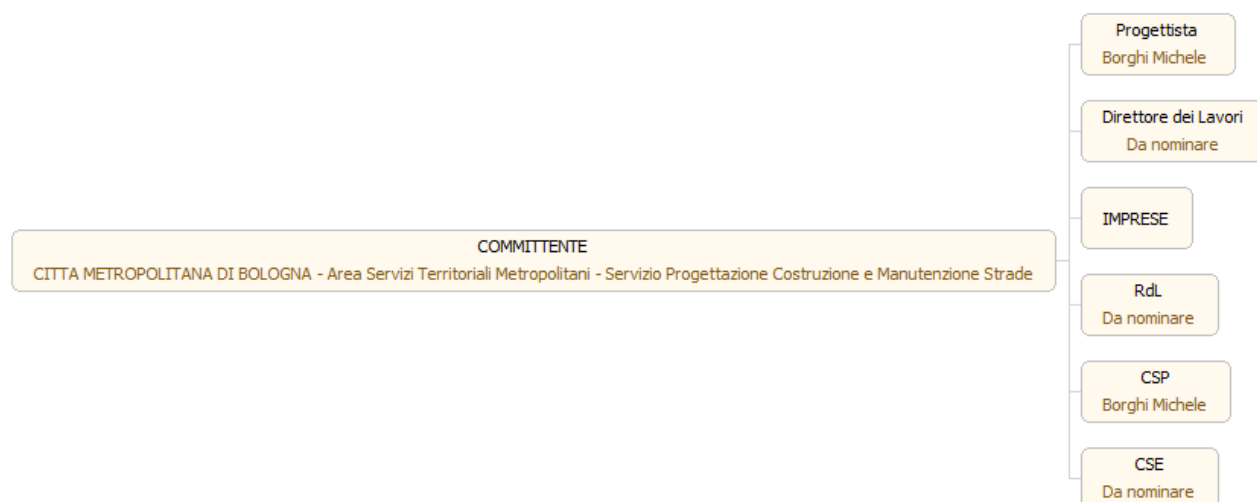 Progettista
Borghi Michele
Direttore dei Lavori
Da nominare
IMPRESE
COMMITTENTE
CITTA METROPOLITANA DI BOLOGNA - Area Servizi Territoriali Metropolitani - Servizio Progettazione Costruzione e Manutenzione Strade
RdL
Da nominare
CSP
Borghi Michele
CSE
Da nominare